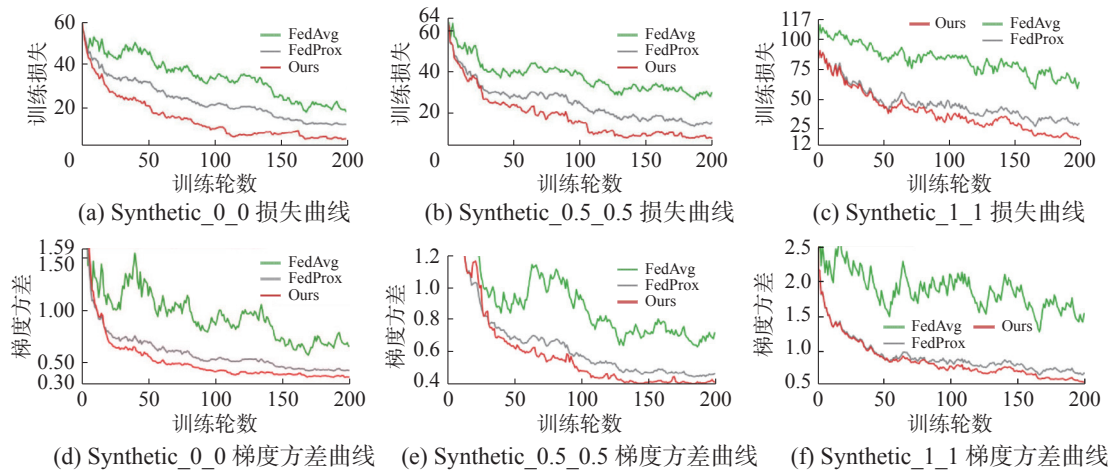 60
40
20
训练损失
FedAvg
FedProx
Ours
0 50 100 150 200
训练轮数
(a) Synthetic_0_0 损失曲线
64
60
40
20
训练损失
FedAvg
FedProx
Ours
0 50 100 150 200
训练轮数
(b) Synthetic_0.5_0.5 损失曲线
117
100
75
50
25
12
训练损失
Ours FedAvg
FedProx
0 50 100 150 200
训练轮数
(c) Synthetic_1_1 损失曲线
1.59
1.50
1.00
0.50
0.30
梯度方差
FedAvg
FedProx
Ours
0 50 100 150 200
训练轮数
(d) Synthetic_0_0 梯度方差曲线
1.2
1.0
0.8
0.6
0.4
梯度方差
FedAvg
FedProx
Ours
0 50 100 150 200
训练轮数
(e) Synthetic_0.5_0.5 梯度方差曲线
2.5
2.0
1.5
1.0
0.5
梯度方差
FedAvg Ours
FedProx
0 50 100 150 200
训练轮数
(f) Synthetic_1_1 梯度方差曲线